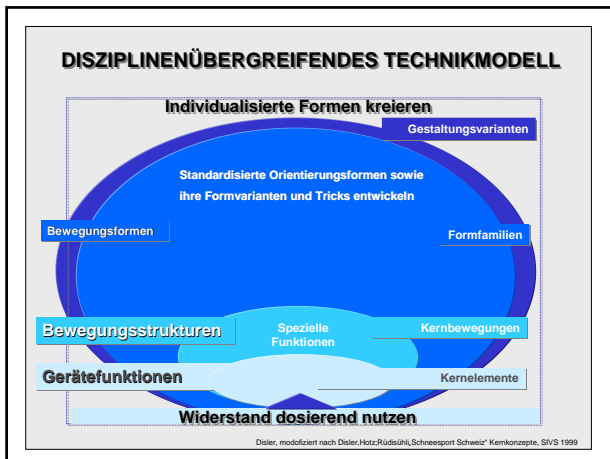 DISZIPLINENÜBERGREIFENDES TECHNIKMODELL
Individualisierte Formen kreieren
Gestaltungsvarianten
Standardisierte Orientierungsformen sowie
ihre Formvarianten und Tricks entwickeln
Bewegungsformen
Formfamilien
Bewegungsstrukturen
Spezielle
Funktionen
Kernbewegungen
Gerätefunktionen
Kernelemente
Widerstand dosierend nutzen
Disler, modofiziert nach Disler,Hotz;Rüdisühli„Schneesport Schweiz“ Kernkonzepte, SIVS 1999